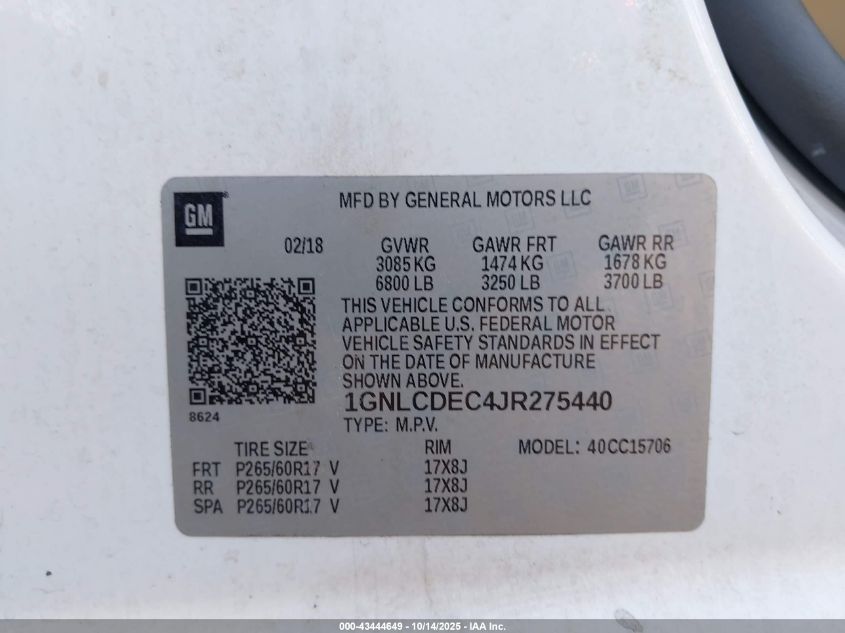 GM
MFD BY GENERAL MOTORS LLC
02/18 GVWR GAWR FRT GAWR RR
3085 KG 1474 KG 1678 KG
6800 LB 3250 LB 3700 LB
THIS VEHICLE CONFORMS TO ALL
APPLICABLE U.S. FEDERAL MOTOR
VEHICLE SAFETY STANDARDS IN EFFECT
ON THE DATE OF MANUFACTURE
SHOWN ABOVE.
1GNLCDEC4JR275440
8624
TYPE: M.P.V.
TIRE SIZE RIM MODEL: 40CC15706
FRT P265/60R17 V 17X8J
RR P265/60R17 V 17X8J
SPA P265/60R17 V 17X8J
000-43444649 - 10/14/2025 - IAA Inc.